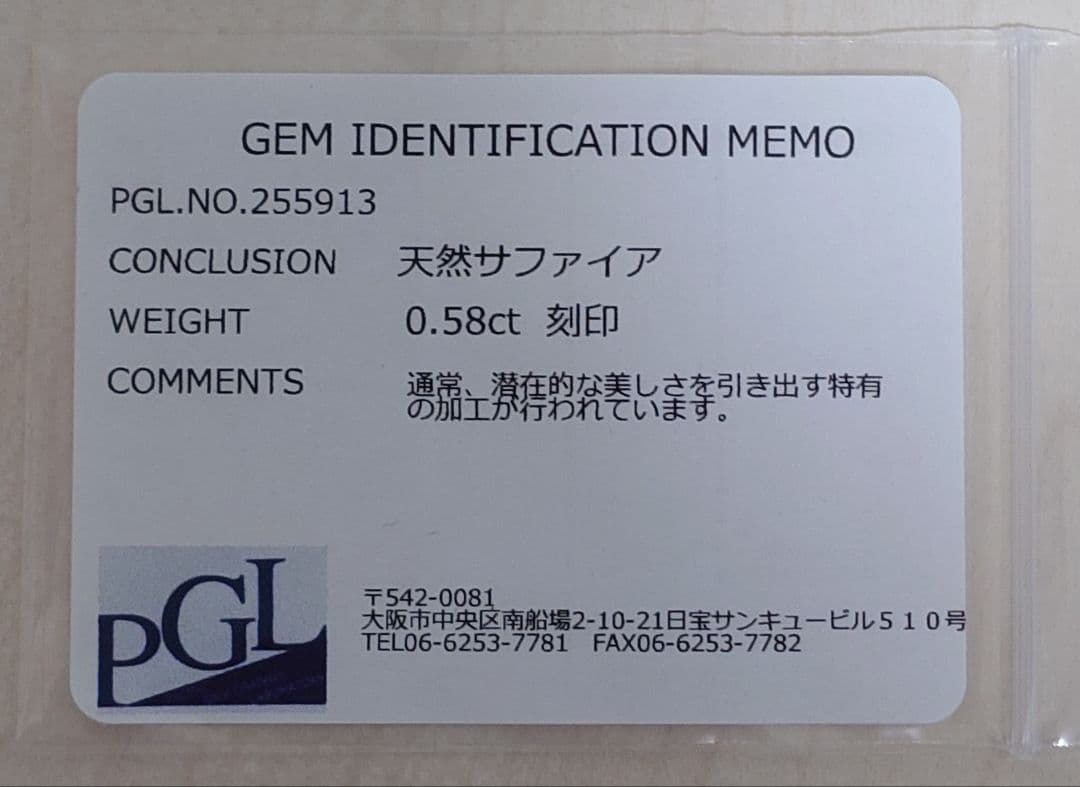 GEM IDENTIFICATION MEMO
PGL.NO.255913
CONCLUSION 天然サファイア
WEIGHT 0.58ct 刻印
COMMENTS 通常、潜在的な美しさを引き出す特有
の加工が行われています。
PGL
〒542-0081
大阪市中央区南船場2-10-21日宝サンキュービル５１０号
TEL06-6253-7781 FAX06-6253-7782